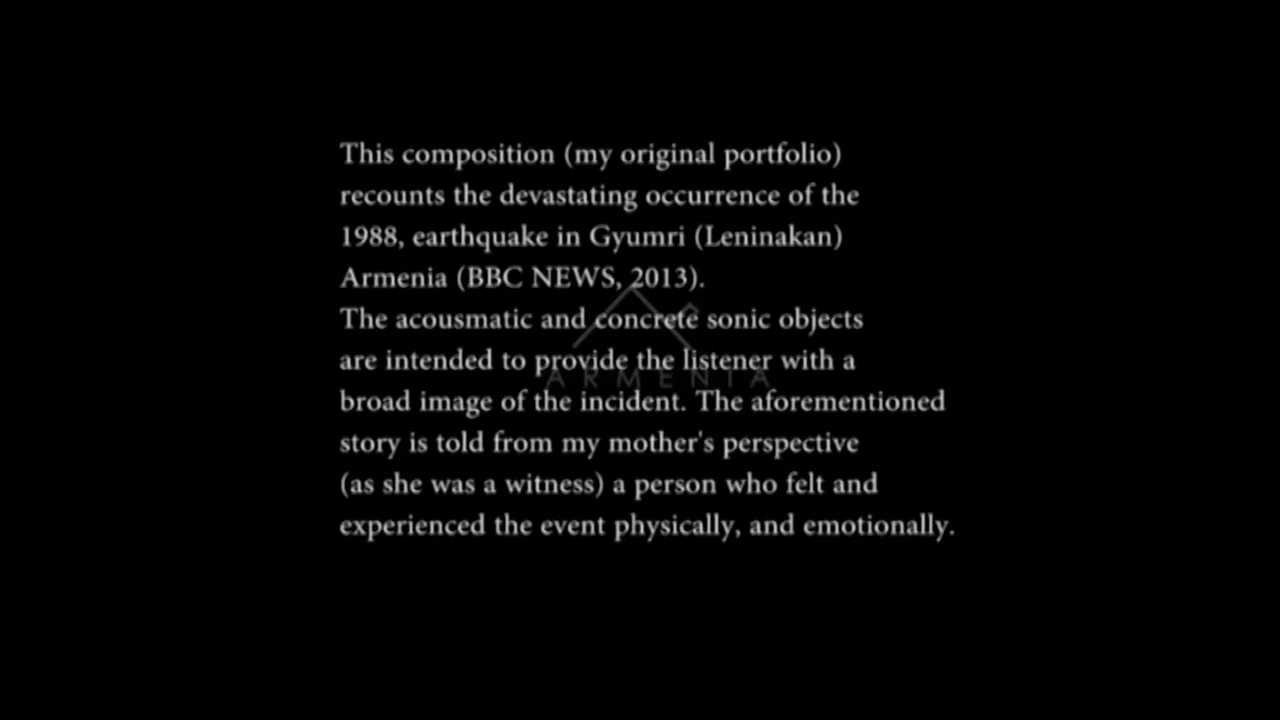 This composition (my original portfolio)
recounts the devastating occurrence of the
1988, earthquake in Gyumri (Leninakan)
Armenia (BBC NEWS, 2013).
The acousmatic and concrete sonic objects
are intended to provide the listener with a
ARMENIA
broad image of the incident. The aforementioned
story is told from my mother's perspective
(as she was a witness) a person who felt and
experienced the event physically, and emotionally.